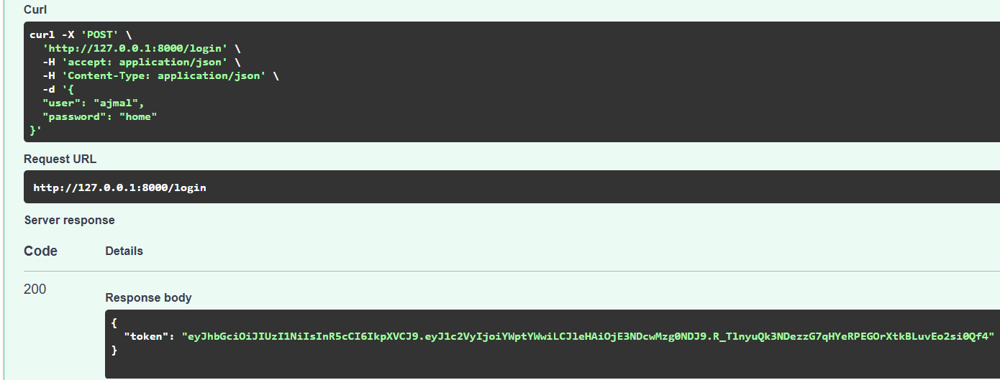 Curl
curl -X 'POST' \
'http://127.0.0.1:8000/login' \
-H 'accept: application/json' \
-H 'Content-Type: application/json' \
-d '{
"user": "ajmal",
"password": "home"
}'
Request URL
http://127.0.0.1:8000/login
Server response
Code Details
200
Response body
{
"token": "eyJhbGciOiJIUzI1NiIsInR5cCI6IkpXVCJ9.eyJ1c2VyIjoiYWptYWwiLCJleHAiOjE3NDcwMzg0NDJ9.R_TlnyuQk3NDezzG7qHYeRPEGOrXtkBLuvEo2si0Qf4"
}